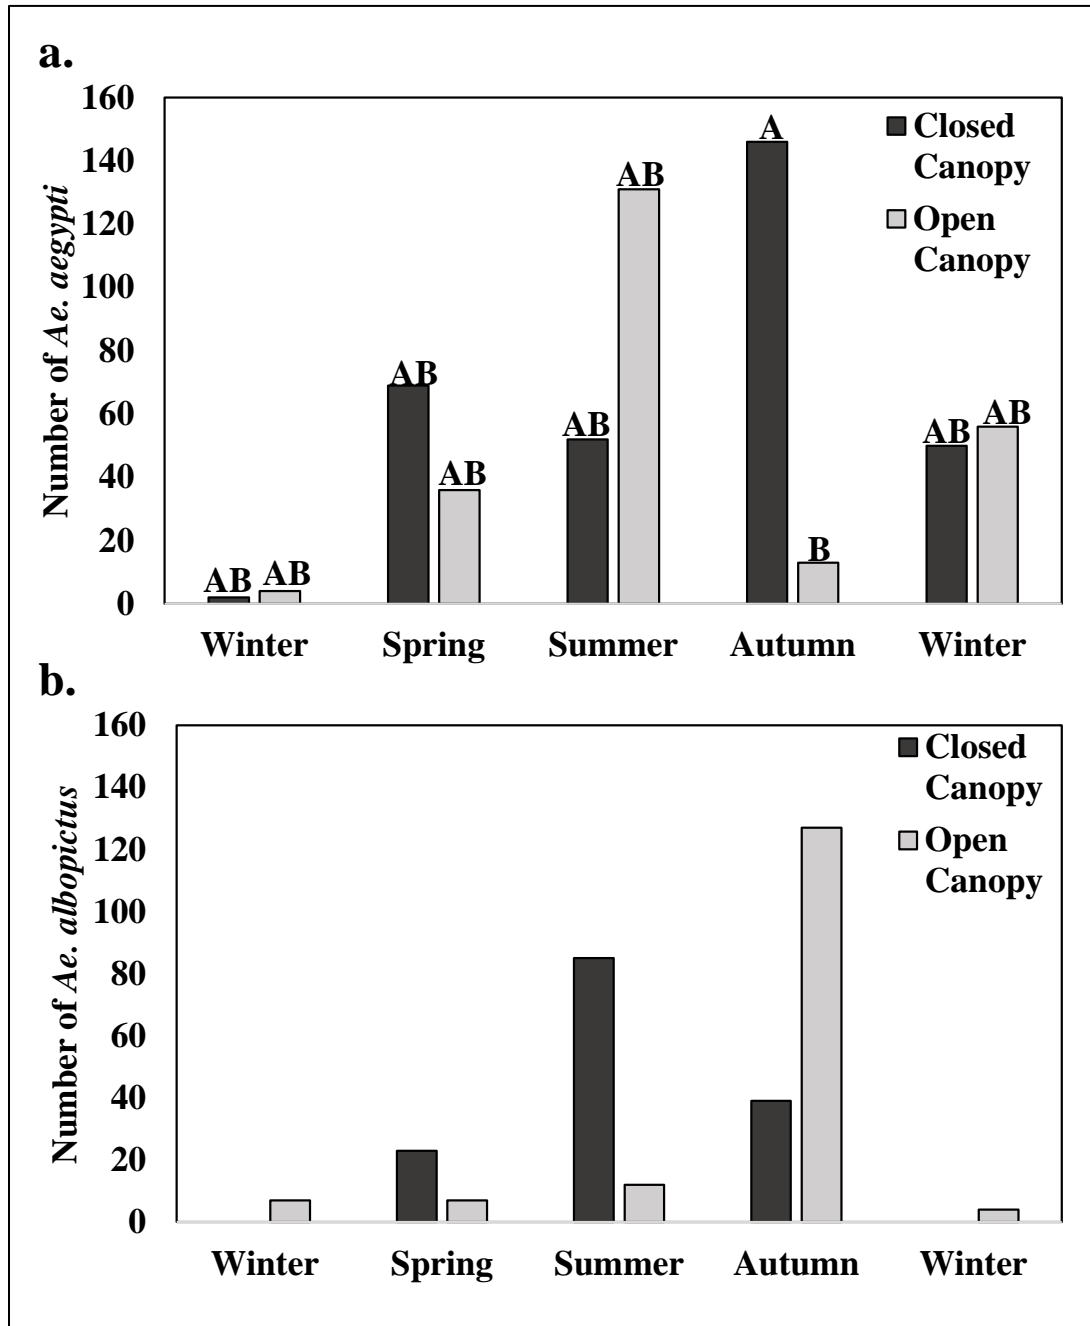 a.
160
140
120
100
80
60
40
20
0
Number of Ae. aegypti
Closed
Canopy
Open
Canopy
AB
AB
AB
AB
AB
AB
A
B
AB
AB
Winter Spring Summer Autumn Winter
b.
160
140
120
100
80
60
40
20
0
Number of Ae. albopictus
Closed
Canopy
Open
Canopy
Winter Spring Summer Autumn Winter